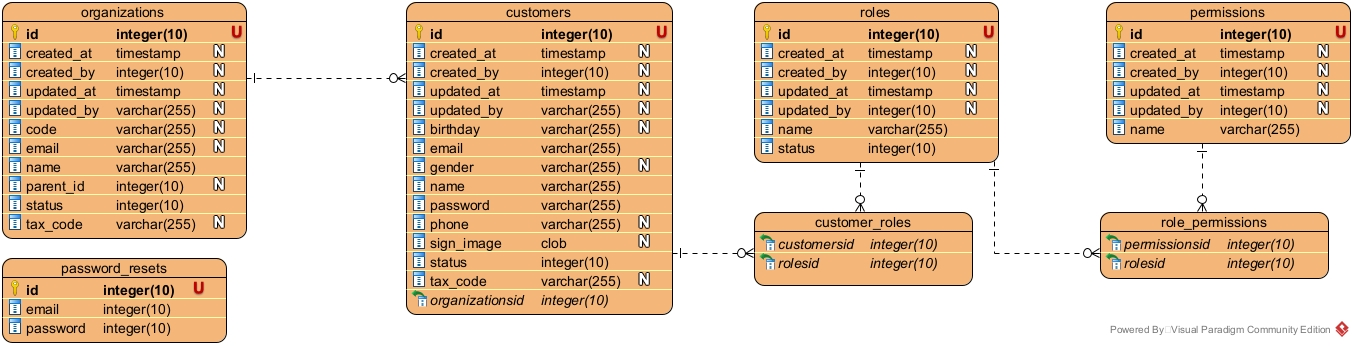 organizations
id integer(10) U
created_at timestamp N
created_by integer(10) N
updated_at timestamp N
updated_by varchar(255) N
code varchar(255) N
email varchar(255) N
name varchar(255)
parent_id integer(10) N
status integer(10)
tax_code varchar(255) N
password_resets
id integer(10) U
email integer(10)
password integer(10)
customers
id integer(10) U
created_at timestamp N
created_by integer(10) N
updated_at timestamp N
updated_by varchar(255) N
birthday varchar(255) N
email varchar(255)
gender varchar(255) N
name varchar(255)
password varchar(255)
phone varchar(255) N
sign_image clob N
status integer(10)
tax_code varchar(255) N
organizationsid integer(10)
roles
id integer(10) U
created_at timestamp N
created_by integer(10) N
updated_at timestamp N
updated_by integer(10) N
name varchar(255)
status integer(10)
customer_roles
customersid integer(10)
rolesid integer(10)
permissions
id integer(10) U
created_at timestamp N
created_by integer(10) N
updated_at timestamp N
updated_by integer(10) N
name varchar(255)
role_permissions
permissionsid integer(10)
rolesid integer(10)
Powered By Visual Paradigm Community Edition